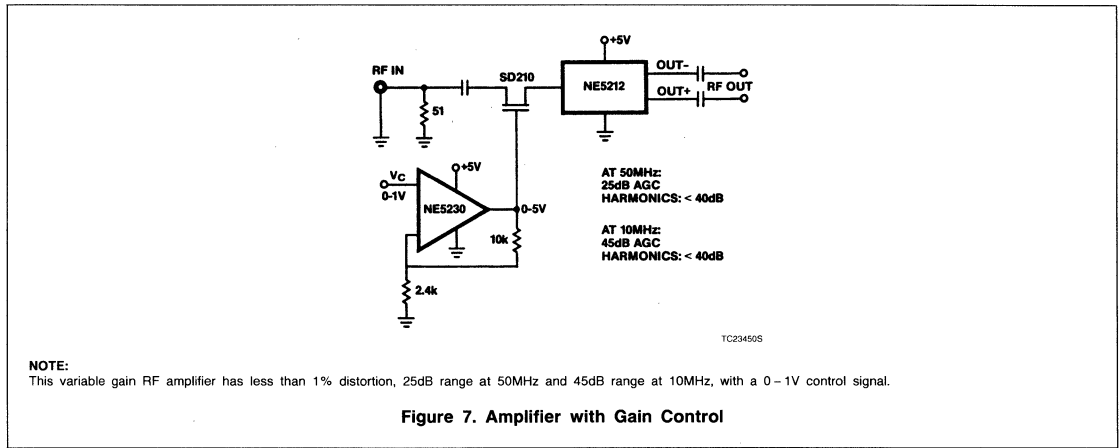 +5V
RF IN
SD210
NE5212
OUT–
OUT+
RF OUT
51
+5V
VC
0-1V
NE5230
0-5V
10k
2.4k
AT 50MHz:
25dB AGC
HARMONICS: < 40dB
AT 10MHz:
45dB AGC
HARMONICS: < 40dB
TC23450S
NOTE:
This variable gain RF amplifier has less than 1% distortion, 25dB range at 50MHz and 45dB range at 10MHz, with a 0 – 1V control signal.
Figure 7. Amplifier with Gain Control